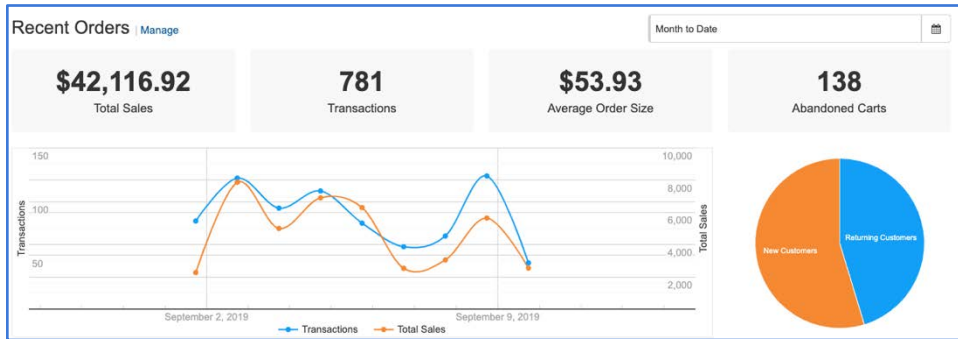 Recent Orders | Manage
Month to Date
$42,116.92
Total Sales
781
Transactions
$53.93
Average Order Size
138
Abandoned Carts
150
100
50
Transactions
10,000
8,000
6,000
4,000
2,000
Total Sales
September 2, 2019
September 9, 2019
Transactions
Total Sales
New Customers
Returning Customers